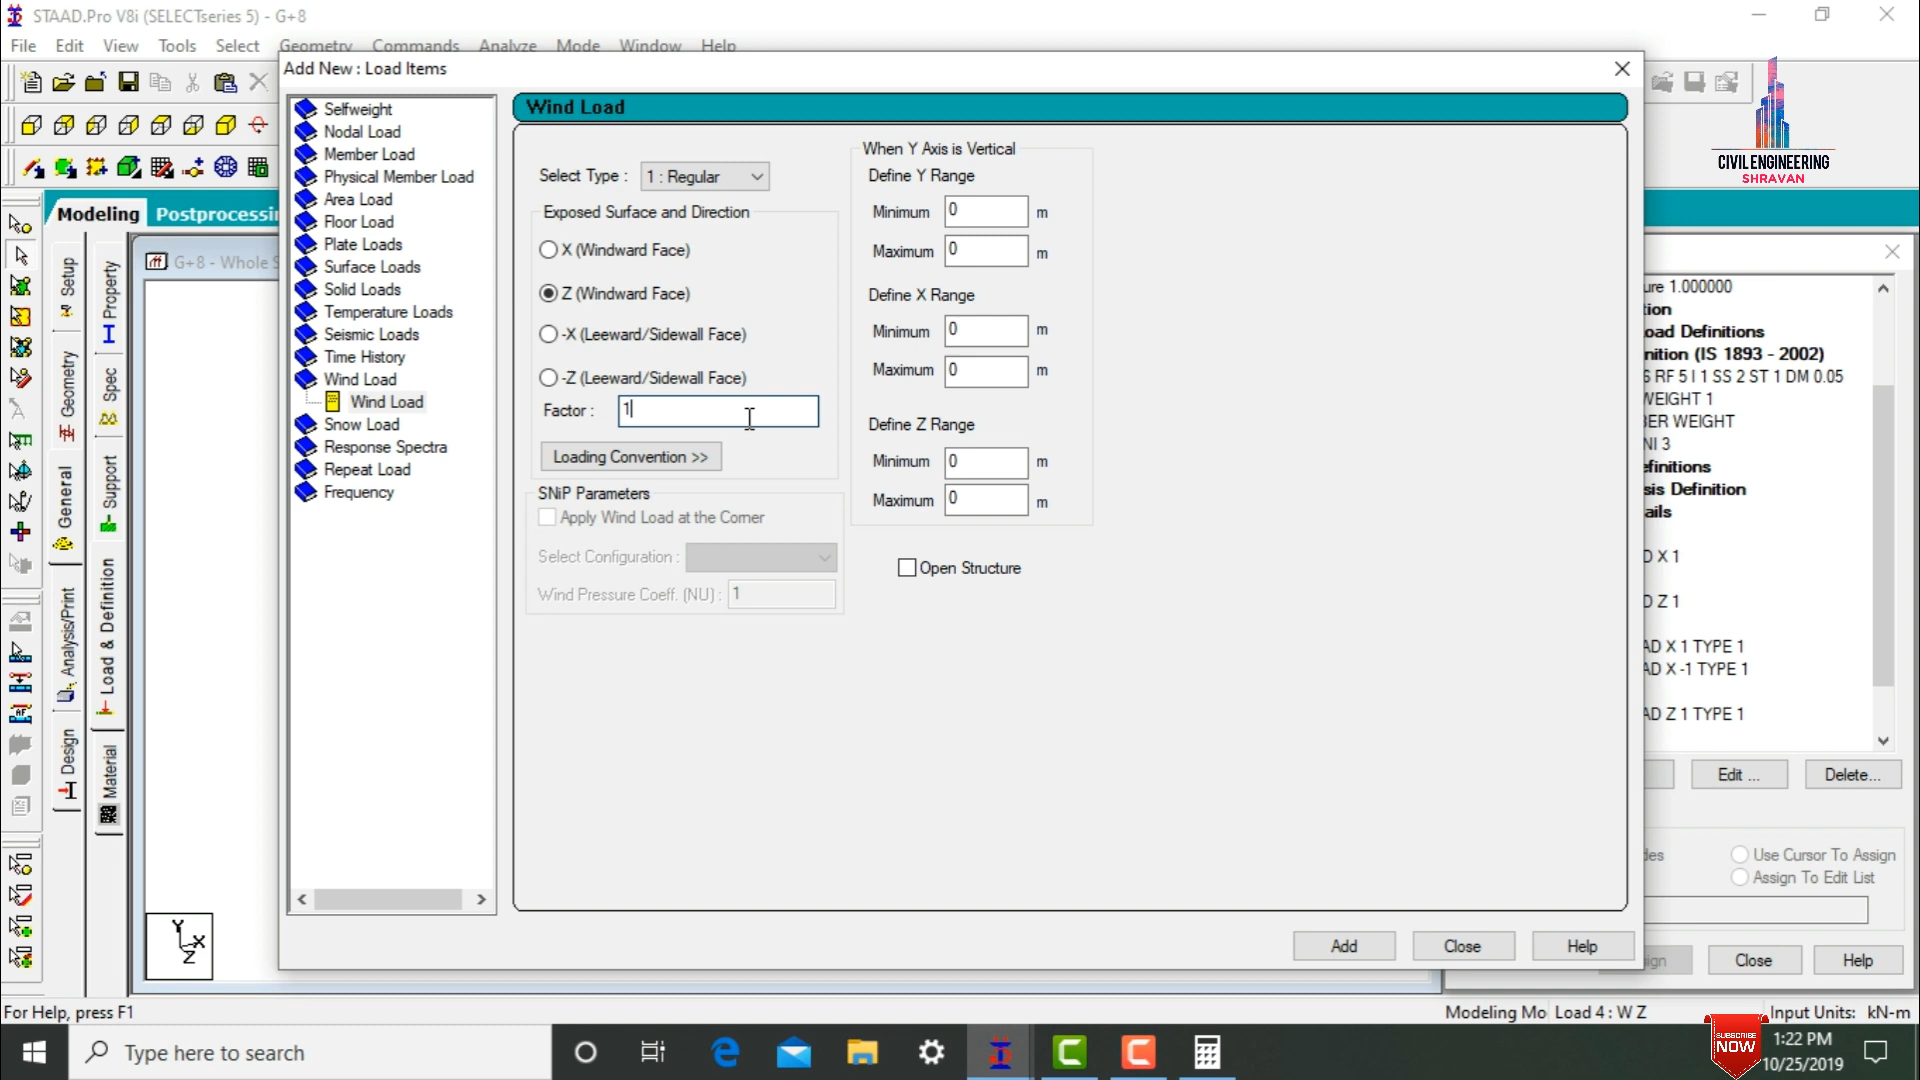 STAAD.Pro V8i (SELECTseries 5) - G+8
File Edit View Tools Select Geometry Commands Analyze Mode Window Help
Add New : Load Items
CIVIL ENGINEERING
SHRAVAN
Modeling
Postprocessin
G+8 - Whole S
Setup
Geometry
General
Analysis/Print
Design
Property
Spec
Support
Load & Definition
Material
Selfweight
Nodal Load
Member Load
Physical Member Load
Area Load
Floor Load
Plate Loads
Surface Loads
Solid Loads
Temperature Loads
Seismic Loads
Time History
Wind Load
Wind Load
Snow Load
Response Spectra
Repeat Load
Frequency
Wind Load
Select Type : 1 : Regular
Exposed Surface and Direction
X (Windward Face)
Z (Windward Face)
-X (Leeward/Sidewall Face)
-Z (Leeward/Sidewall Face)
Factor : 1
Loading Convention >>
SNiP Parameters
Apply Wind Load at the Corner
Select Configuration :
Wind Pressure Coeff. (NU) : 1
When Y Axis is Vertical
Define Y Range
Minimum 0 m
Maximum 0 m
Define X Range
Minimum 0 m
Maximum 0 m
Define Z Range
Minimum 0 m
Maximum 0 m
Open Structure
Add Close Help
ure 1.000000
tion
oad Definitions
nition (IS 1893 - 2002)
S RF 5 I 1 SS 2 ST 1 DM 0.05
WEIGHT 1
BER WEIGHT
NI 3
efinitions
sis Definition
ails
D X 1
D Z 1
AD X 1 TYPE 1
AD X -1 TYPE 1
AD Z 1 TYPE 1
Edit ... Delete...
des
Use Cursor To Assign
Assign To Edit List
ign Close Help
Y
X
Z
For Help, press F1
Modeling Mo Load 4 : W Z Input Units: kN-m
Type here to search
SUBSCRIBE
NOW
1:22 PM
10/25/2019